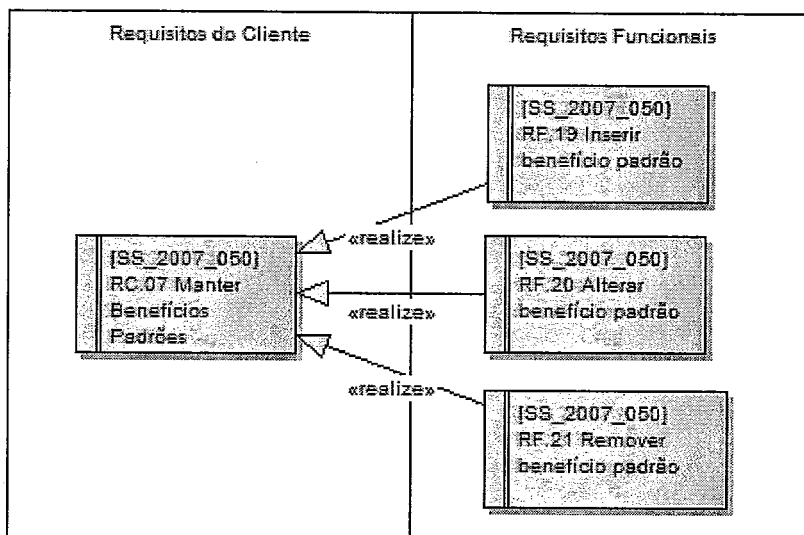 Requisitos do Cliente
Requisitos Funcionais
[SS_2007_050]
RF.19 Inserir
benefício padrão
«realize»
[SS_2007_050]
RC.07 Manter
Benefícios
Padrões
[SS_2007_050]
RF.20 Alterar
benefício padrão
«realize»
«realize»
[SS_2007_050]
RF.21 Remover
benefício padrão